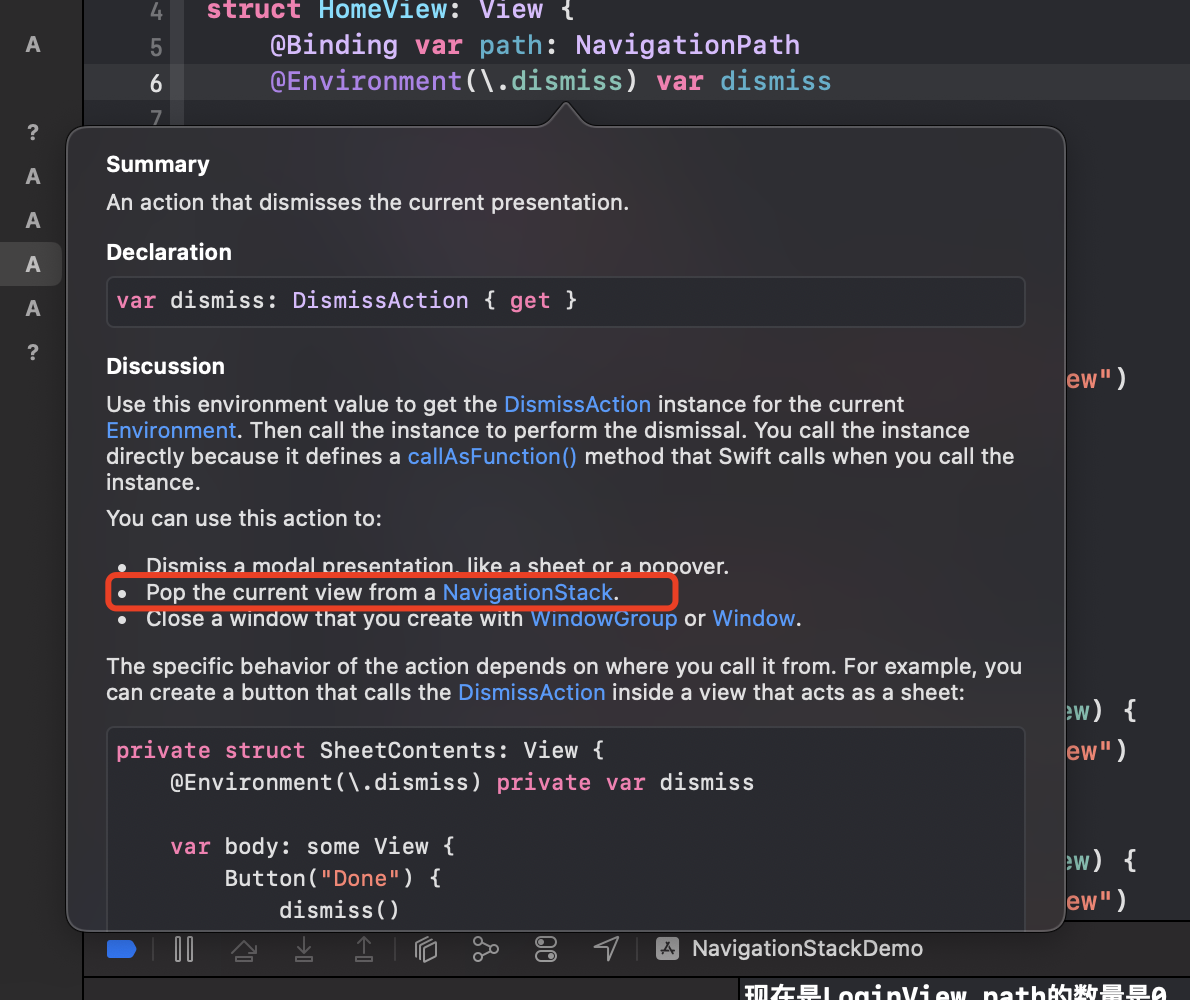 A
?
A
A
A
A
?
4 struct HomeView: View {
5 @Binding var path: NavigationPath
6 @Environment(\.dismiss) var dismiss
7
Summary
An action that dismisses the current presentation.
Declaration
var dismiss: DismissAction { get }
Discussion
Use this environment value to get the DismissAction instance for the current
Environment. Then call the instance to perform the dismissal. You call the instance
directly because it defines a callAsFunction() method that Swift calls when you call the
instance.
You can use this action to:
• Dismiss a modal presentation, like a sheet or a popover.
• Pop the current view from a NavigationStack.
• Close a window that you create with WindowGroup or Window.
The specific behavior of the action depends on where you call it from. For example, you
can create a button that calls the DismissAction inside a view that acts as a sheet:
private struct SheetContents: View {
@Environment(\.dismiss) private var dismiss
var body: some View {
Button("Done") {
dismiss()
ew")
ew) {
ew")
ew) {
ew")
NavigationStackDemo
现在是LoginView path的数量是0